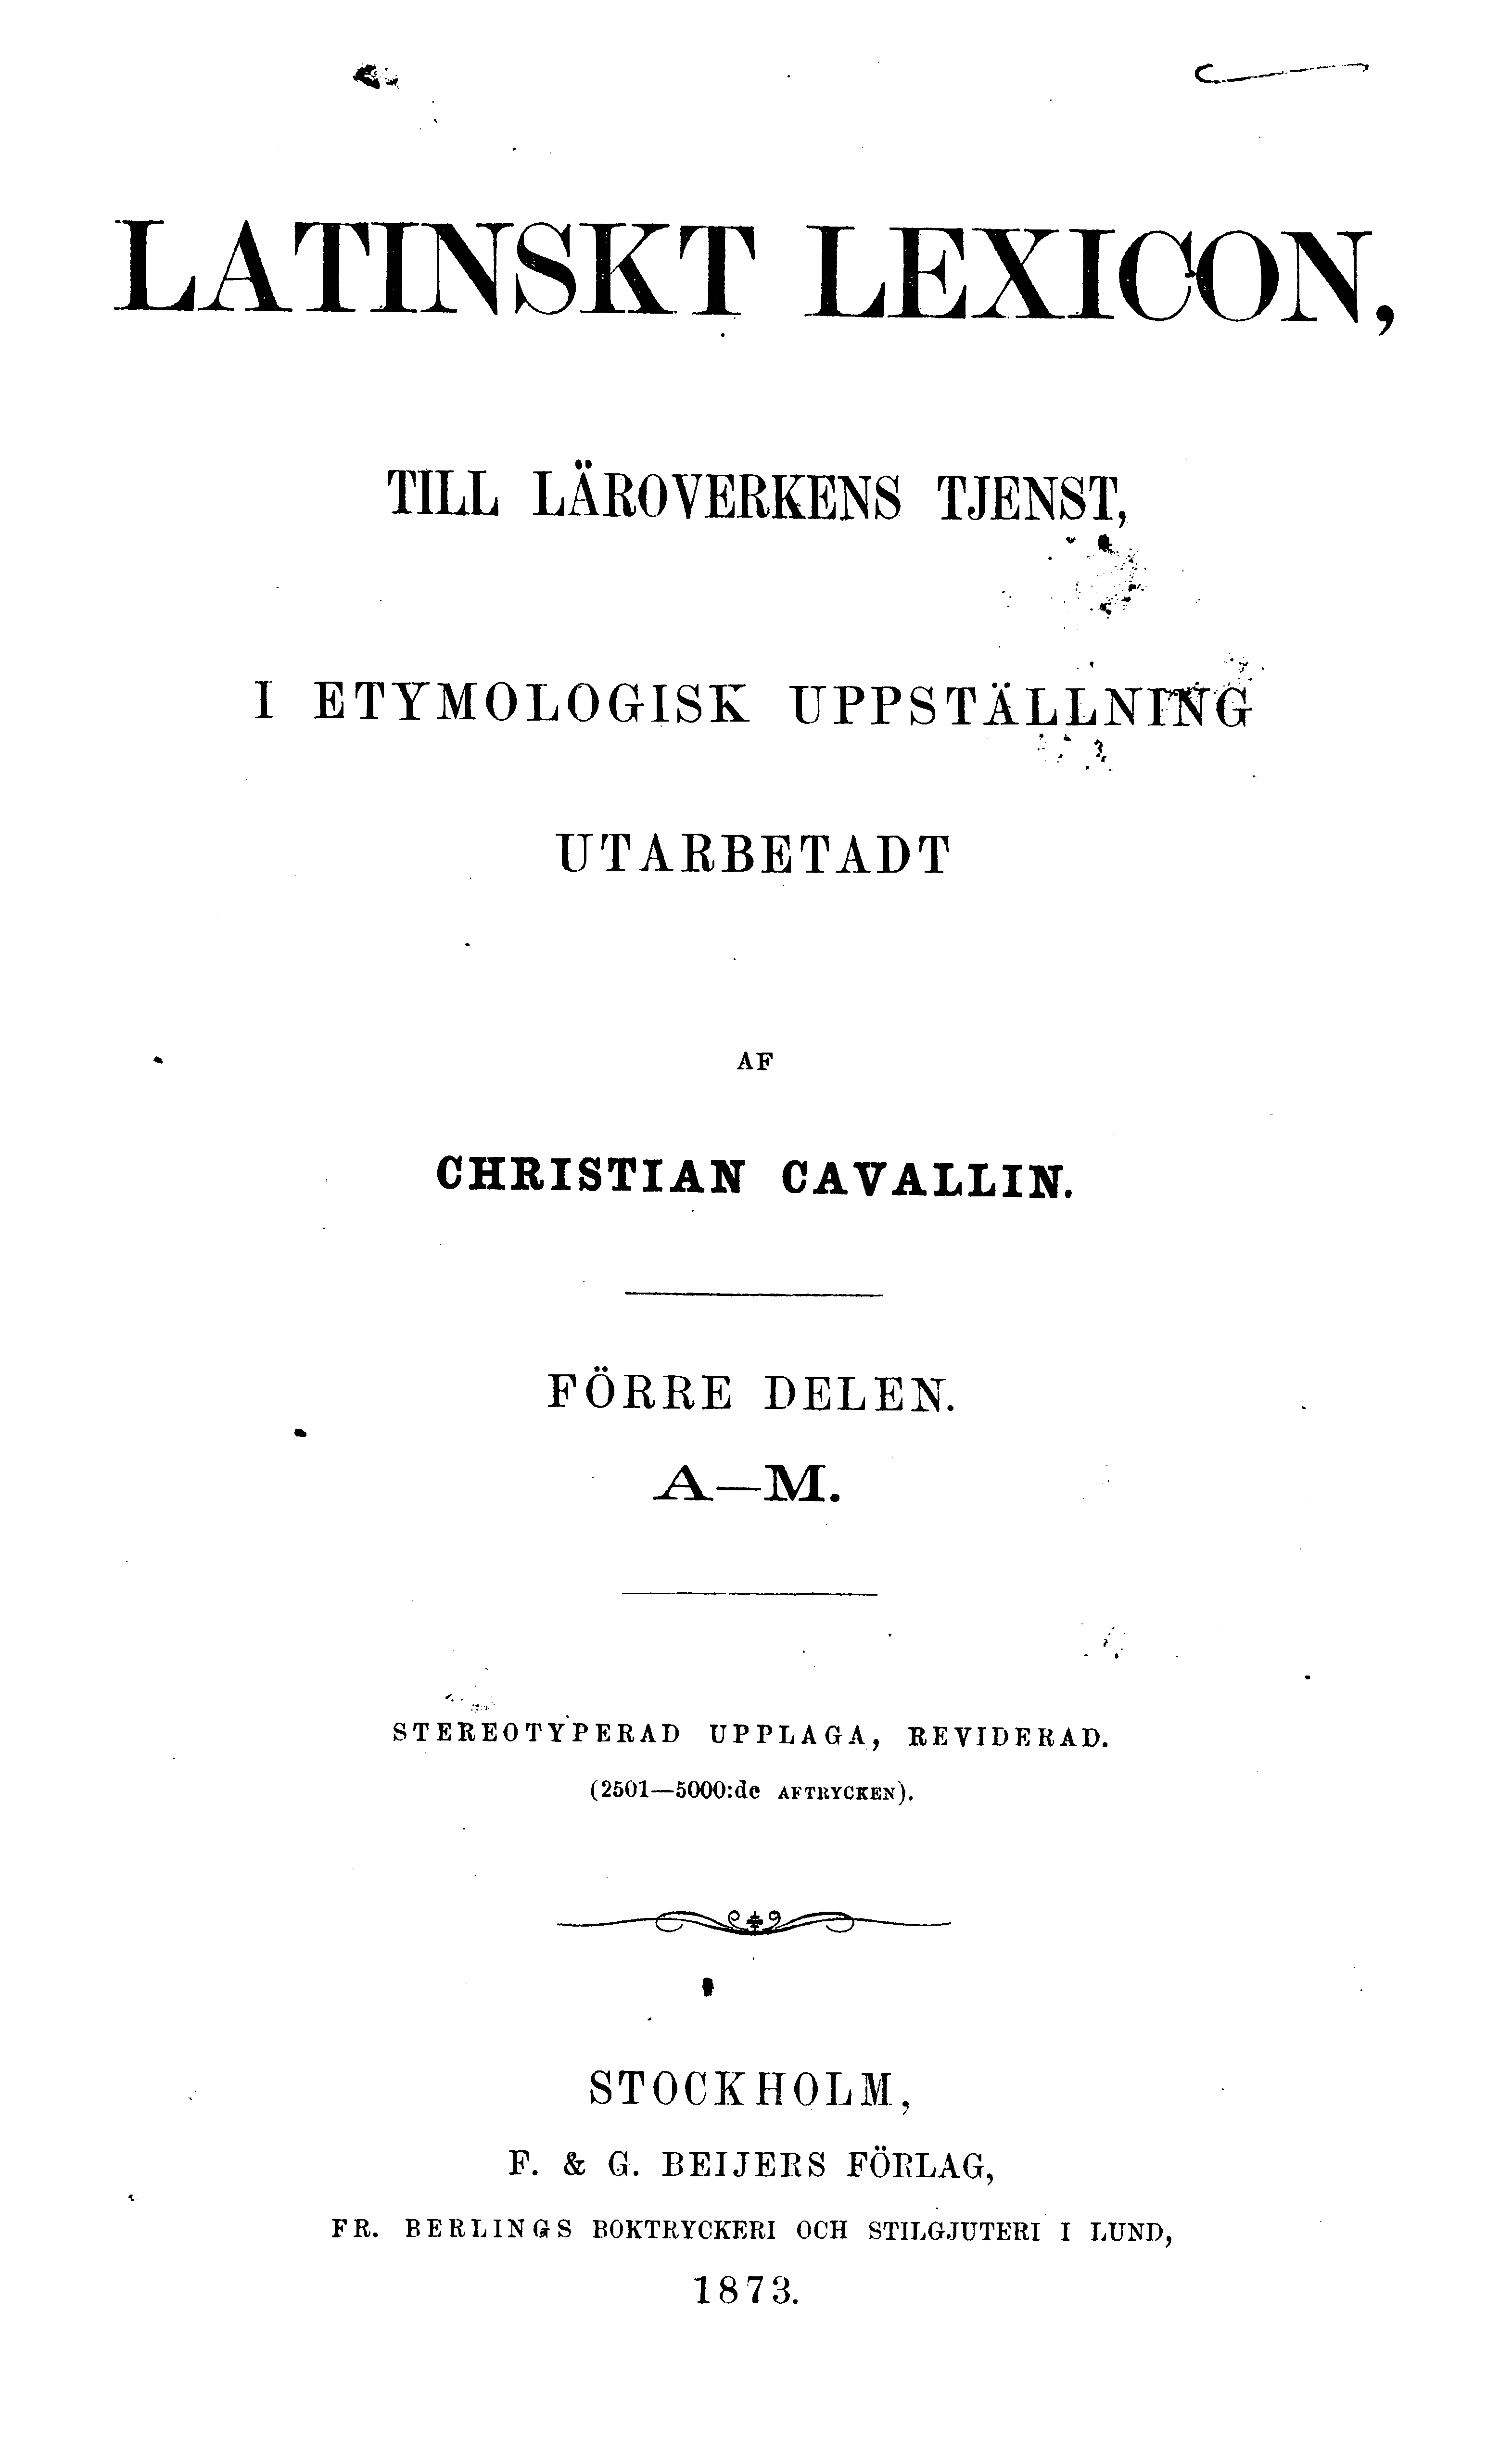 LATINSKT LEXICON,
TILL LÄROVERKENS TJENST,
I ETYMOLOGISK UPPSTÄLLNING
UTARBETADT
AF
CHRISTIAN CAVALLIN.
FÖRRE DELEN.
A—M.
STEREOTYPERAD UPPLAGA, REVIDERAD.
(2501—5000:de AFTRYCKEN).
STOCKHOLM,
F. & G. BEIJERS FÖRLAG,
FR. BERLINGS BOKTRYCKERI OCH STILGJUTERI I LUND,
1873.